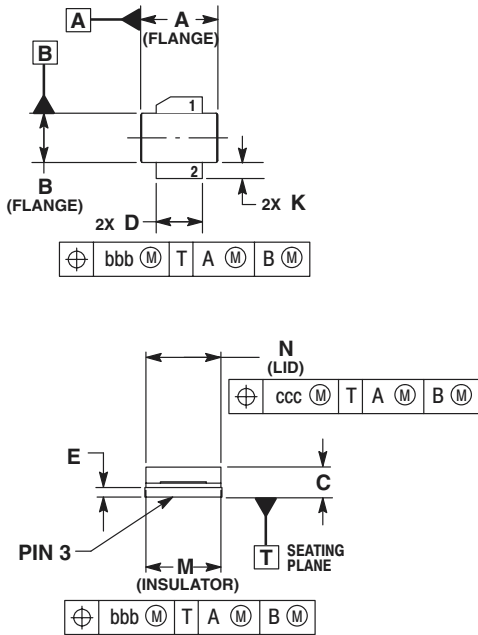 A
A
(FLANGE)
B
1
2
B
(FLANGE)
2X K
2X D
⌖ bbb Ⓜ T A Ⓜ B Ⓜ
N
(LID)
⌖ ccc Ⓜ T A Ⓜ B Ⓜ
E
C
PIN 3
T SEATING
PLANE
M
(INSULATOR)
⌖ bbb Ⓜ T A Ⓜ B Ⓜ